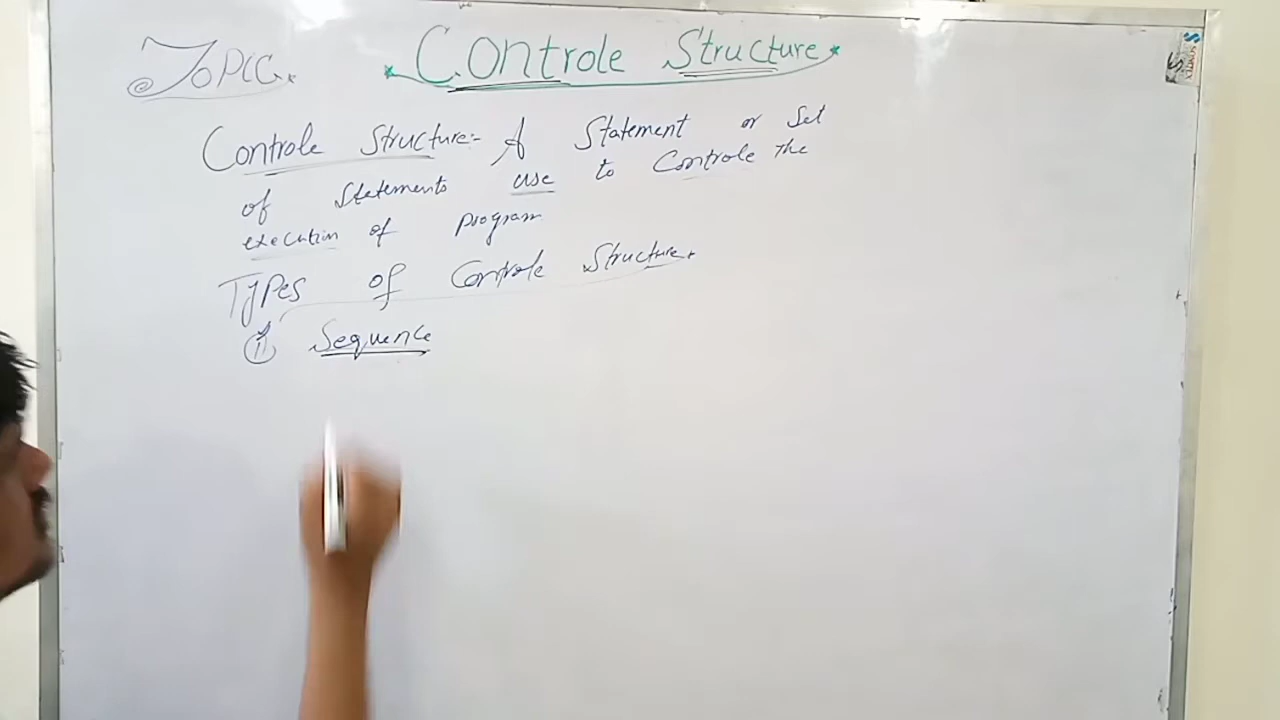 Topic
Controle Structure
Controle Structure:- A Statement or Set
of Statements use to Controle the
execution of program
Types of Controle Structure.
Sequence